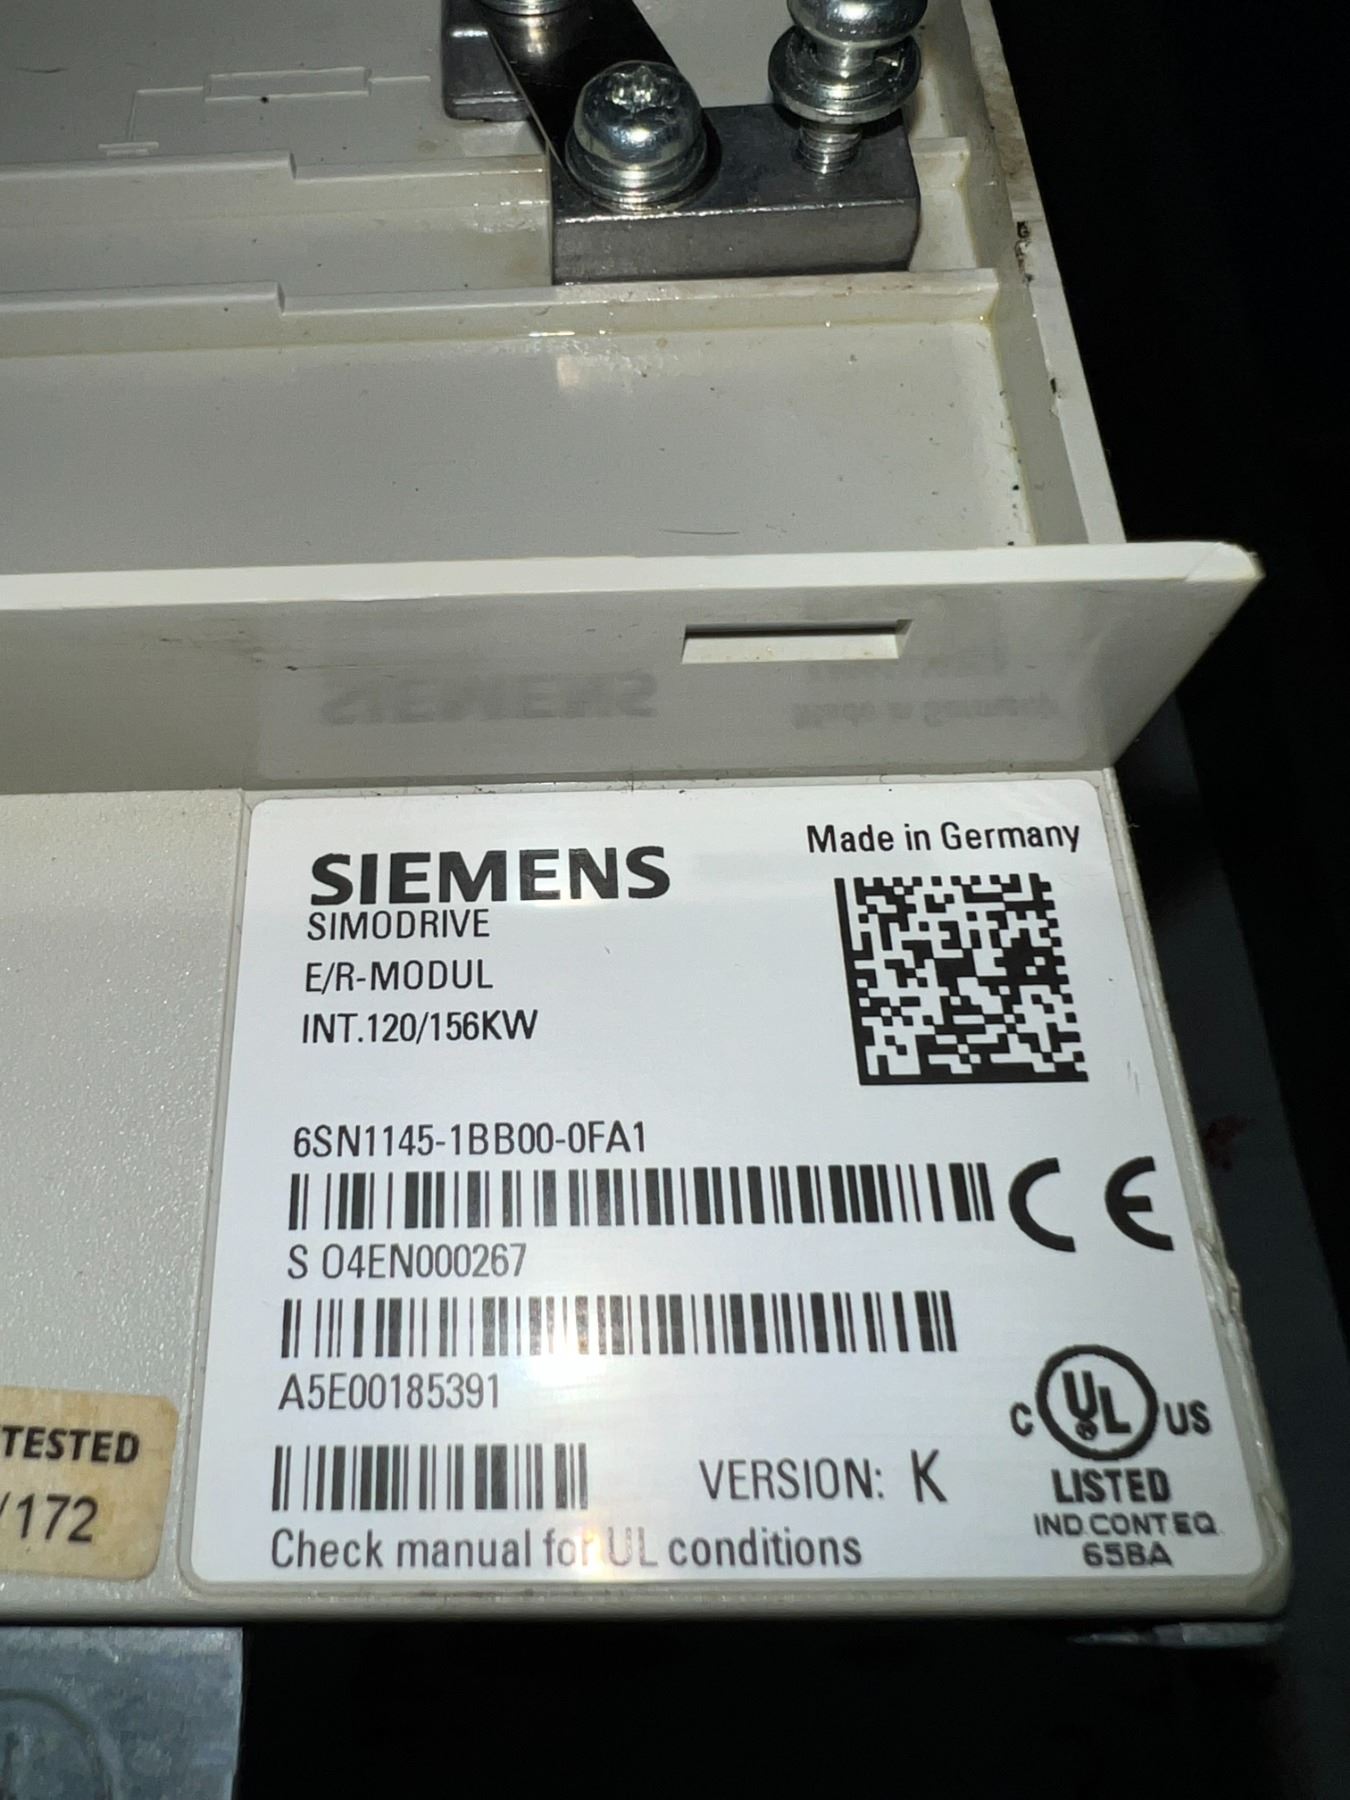 SIEMENS
Made in Germany
SIMODRIVE
E/R-MODUL
INT.120/156KW
6SN1145-1BB00-0FA1
CE
S O4EN000267
A5E00185391
C UL US
LISTED
IND.CONT.EQ.
65BA
VERSION: K
Check manual for UL conditions
TESTED
/172